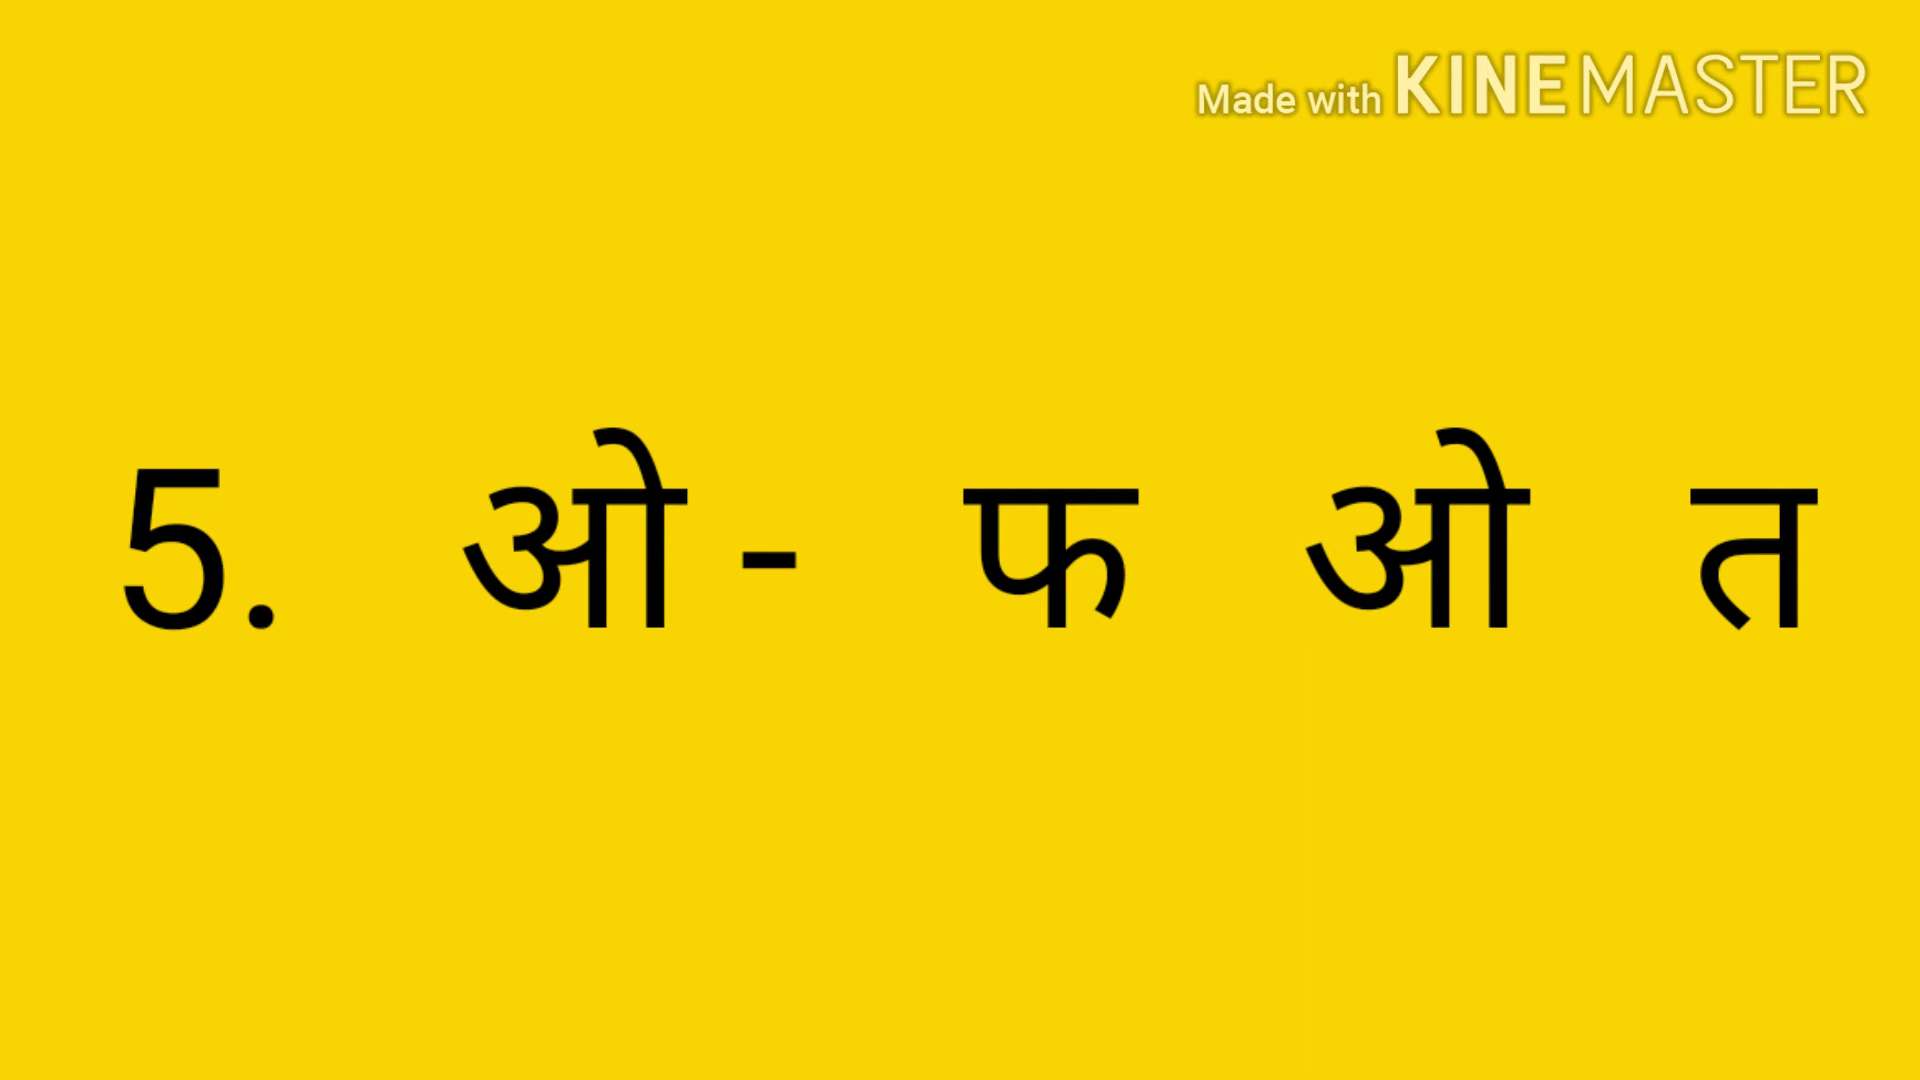 Made with KINEMASTER
5. ओ - फ ओ त